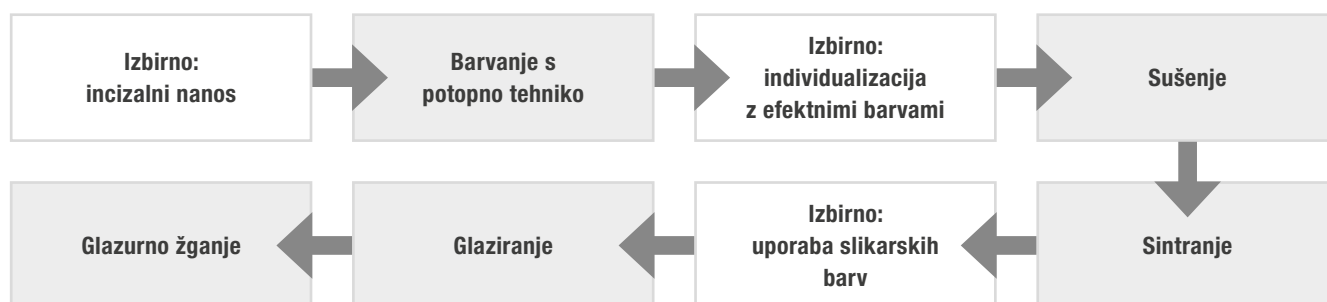 Izbirno:
incizalni nanos
Barvanje s
potopno tehniko
Izbirno:
individualizacija
z efektnimi barvami
Sušenje
Sintranje
Izbirno:
uporaba slikarskih
barv
Glaziranje
Glazurno žganje